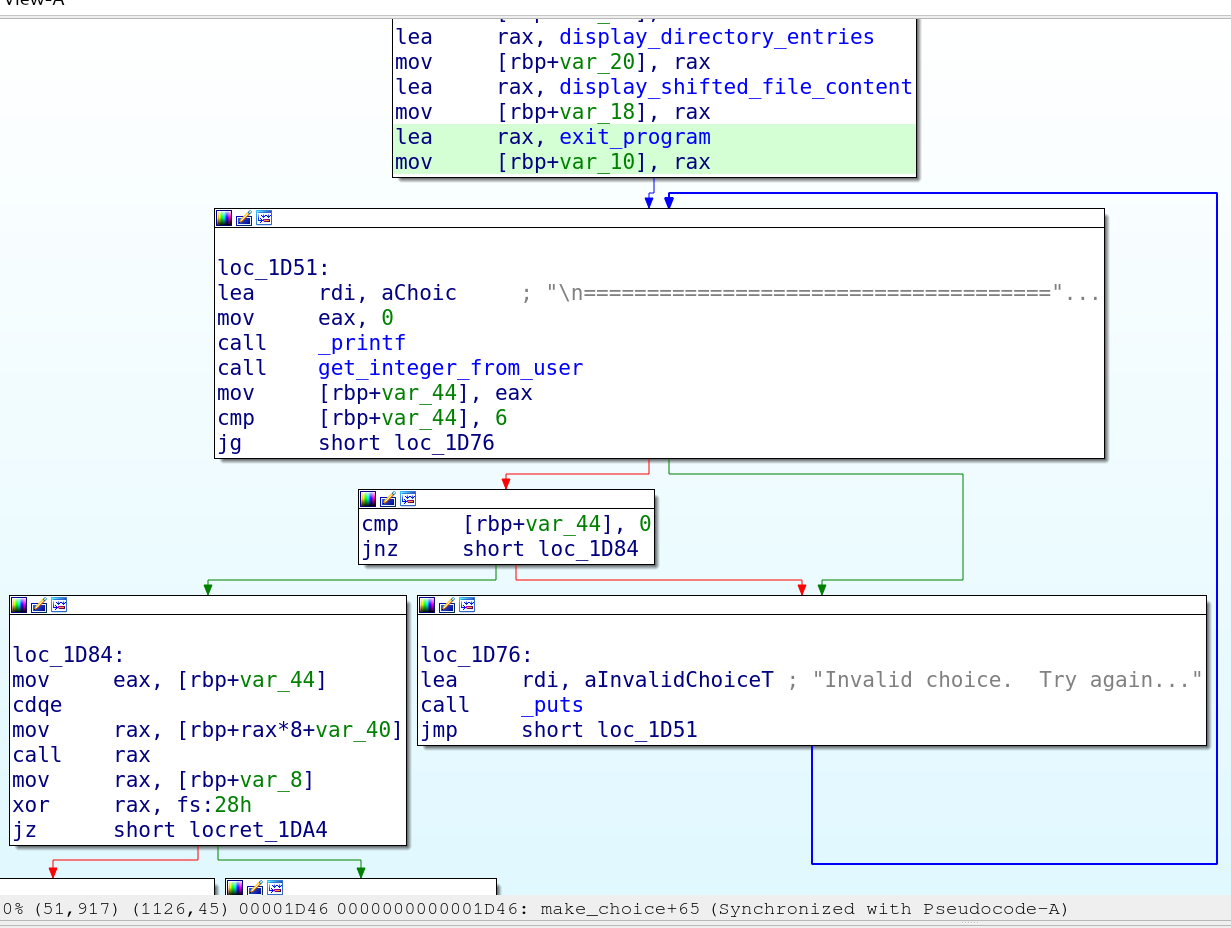 View-A
lea     rax, display_directory_entries
mov     [rbp+var_20], rax
lea     rax, display_shifted_file_content
mov     [rbp+var_18], rax
lea     rax, exit_program
mov     [rbp+var_10], rax
loc_1D51:
lea     rdi, aChoic     ; "\n====================================="...
mov     eax, 0
call    _printf
call    get_integer_from_user
mov     [rbp+var_44], eax
cmp     [rbp+var_44], 6
jg      short loc_1D76
cmp     [rbp+var_44], 0
jnz     short loc_1D84
loc_1D84:
mov     eax, [rbp+var_44]
cdqe
mov     rax, [rbp+rax*8+var_40]
call    rax
mov     rax, [rbp+var_8]
xor     rax, fs:28h
jz      short locret_1DA4
loc_1D76:
lea     rdi, aInvalidChoiceT ; "Invalid choice.  Try again..."
call    _puts
jmp     short loc_1D51
0% (51,917) (1126,45) 00001D46 0000000000001D46: make_choice+65 (Synchronized with Pseudocode-A)